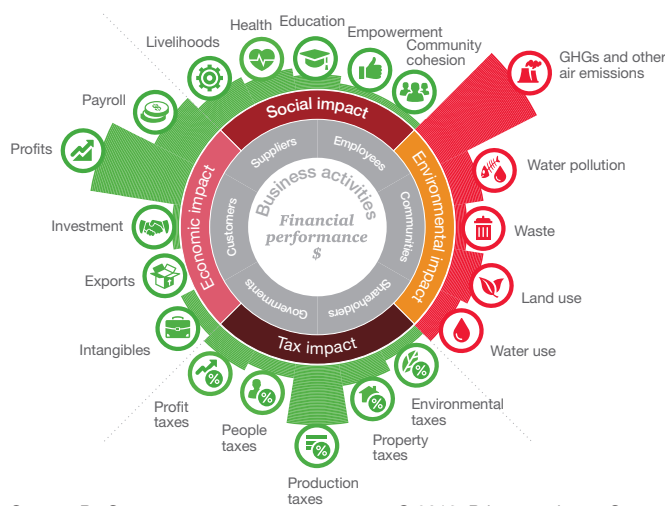 Education
Health
Empowerment
Livelihoods
Community
cohesion
GHGs and other
air emissions
Payroll
Social impact
Profits
Suppliers
Employees
Water pollution
Economic impact
Environmental impact
Business activities
Investment
Customers
Financial
performance
$
Communities
Waste
Exports
Land use
Governments
Shareholders
Intangibles
Tax impact
Water use
Profit
taxes
People
taxes
Environmental
taxes
Property
taxes
Production
taxes